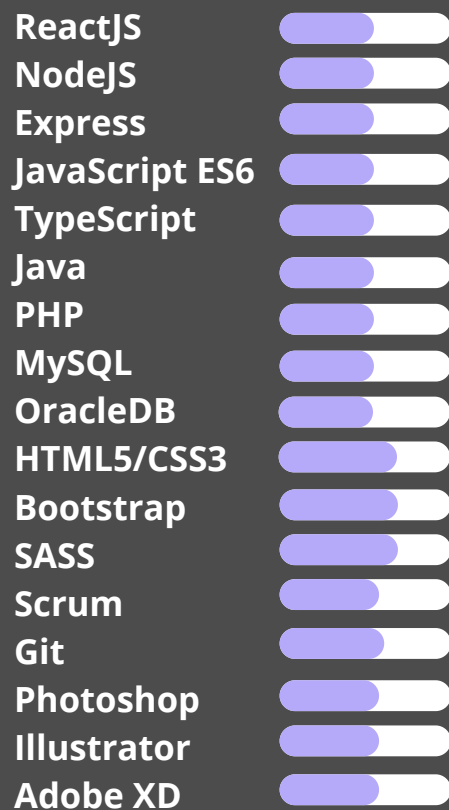 ReactJS
NodeJS
Express
JavaScript ES6
TypeScript
Java
PHP
MySQL
OracleDB
HTML5/CSS3
Bootstrap
SASS
Scrum
Git
Photoshop
Illustrator
Adobe XD